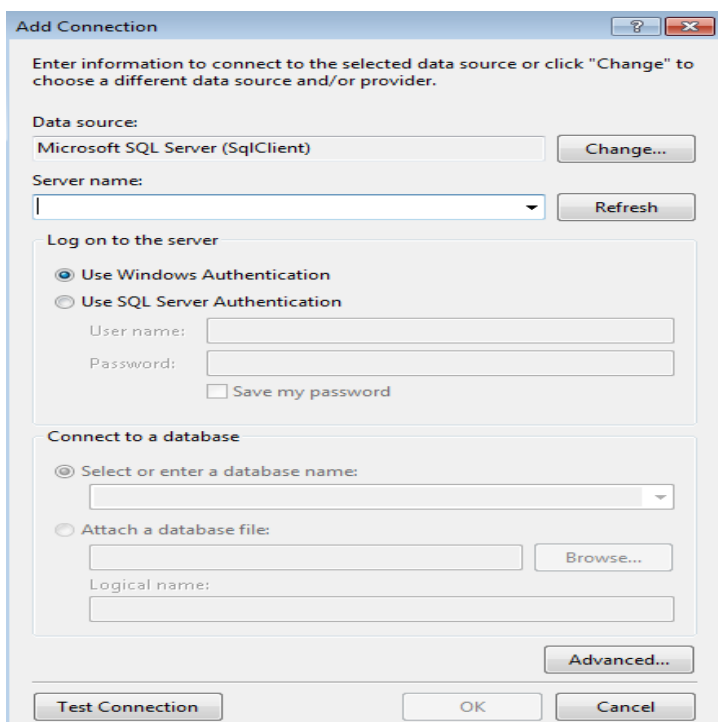 Add Connection
Enter information to connect to the selected data source or click "Change" to
choose a different data source and/or provider.
Data source:
Microsoft SQL Server (SqlClient)
Change...
Server name:
Refresh
Log on to the server
Use Windows Authentication
Use SQL Server Authentication
User name:
Password:
Save my password
Connect to a database
Select or enter a database name:
Attach a database file:
Browse...
Logical name:
Advanced...
Test Connection
OK
Cancel